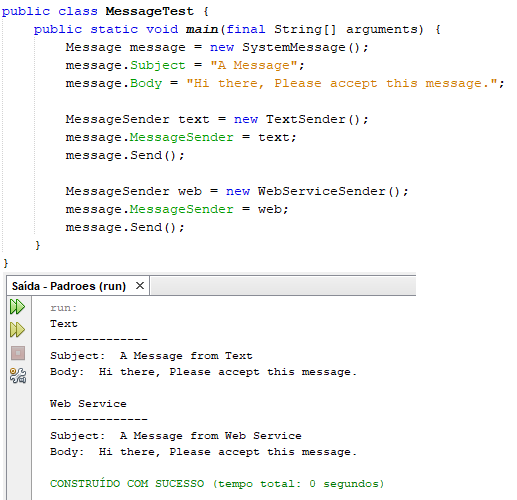 public class MessageTest {
public static void main(final String[] arguments) {
Message message = new SystemMessage();
message.Subject = "A Message";
message.Body = "Hi there, Please accept this message.";
MessageSender text = new TextSender();
message.MessageSender = text;
message.Send();
MessageSender web = new WebServiceSender();
message.MessageSender = web;
message.Send();
}
}
Saída - Padroes (run) ×
run:
Text
--------------
Subject:  A Message from Text
Body:  Hi there, Please accept this message.
Web Service
--------------
Subject:  A Message from Web Service
Body:  Hi there, Please accept this message.
CONSTRUÍDO COM SUCESSO (tempo total: 0 segundos)